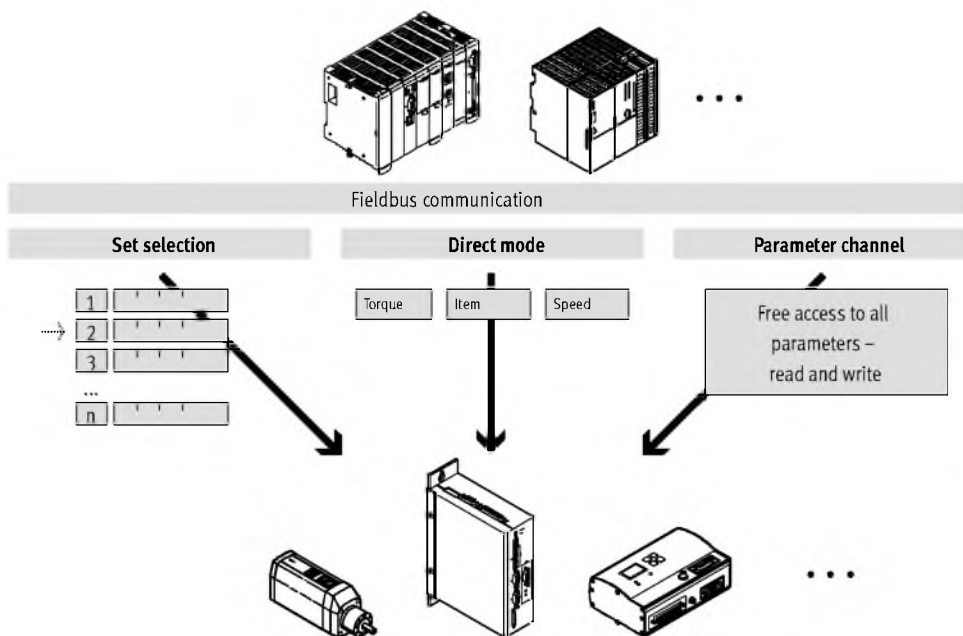 • • •
Fieldbus communication
Set selection
Direct mode
Parameter channel
1
2
3
...
n
Torque
Item
Speed
Free access to all
parameters –
read and write
• • •